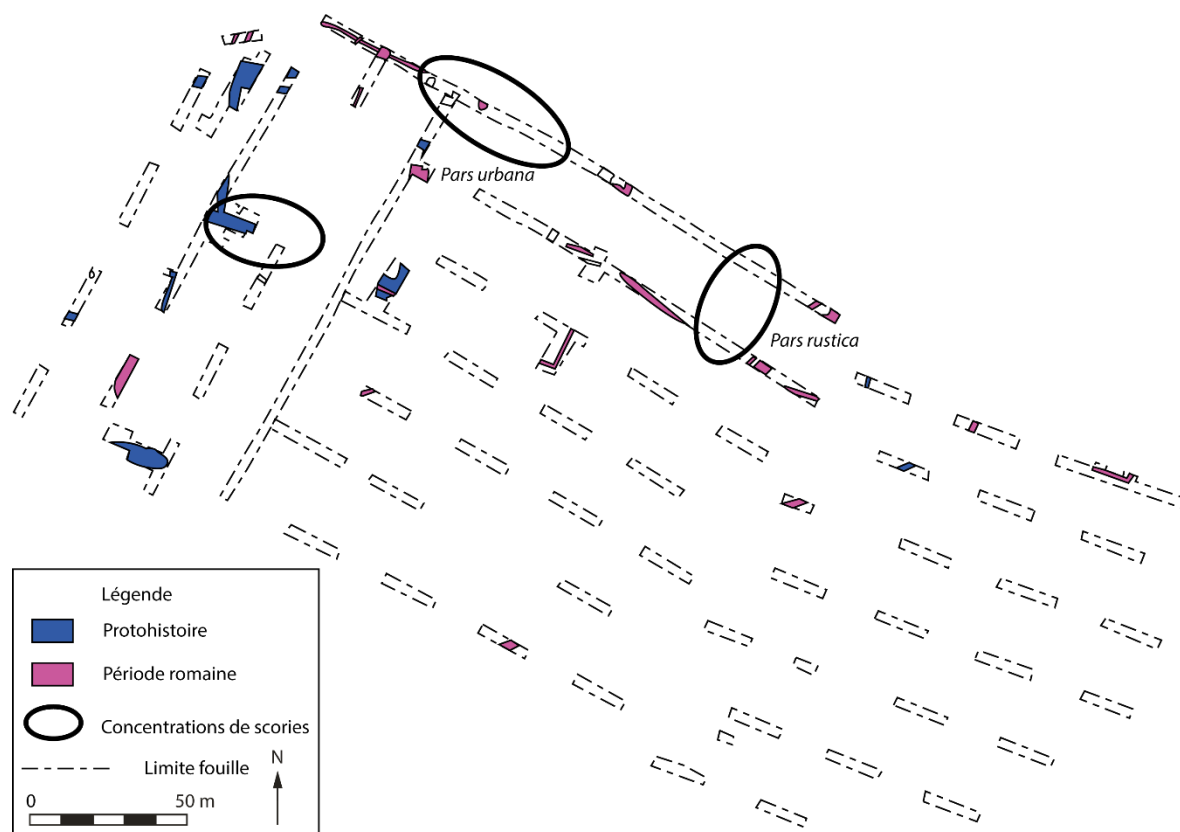 Pars urbana
Pars rustica
Légende
Protohistoire
Période romaine
Concentrations de scories
Limite fouille
N
0 50 m